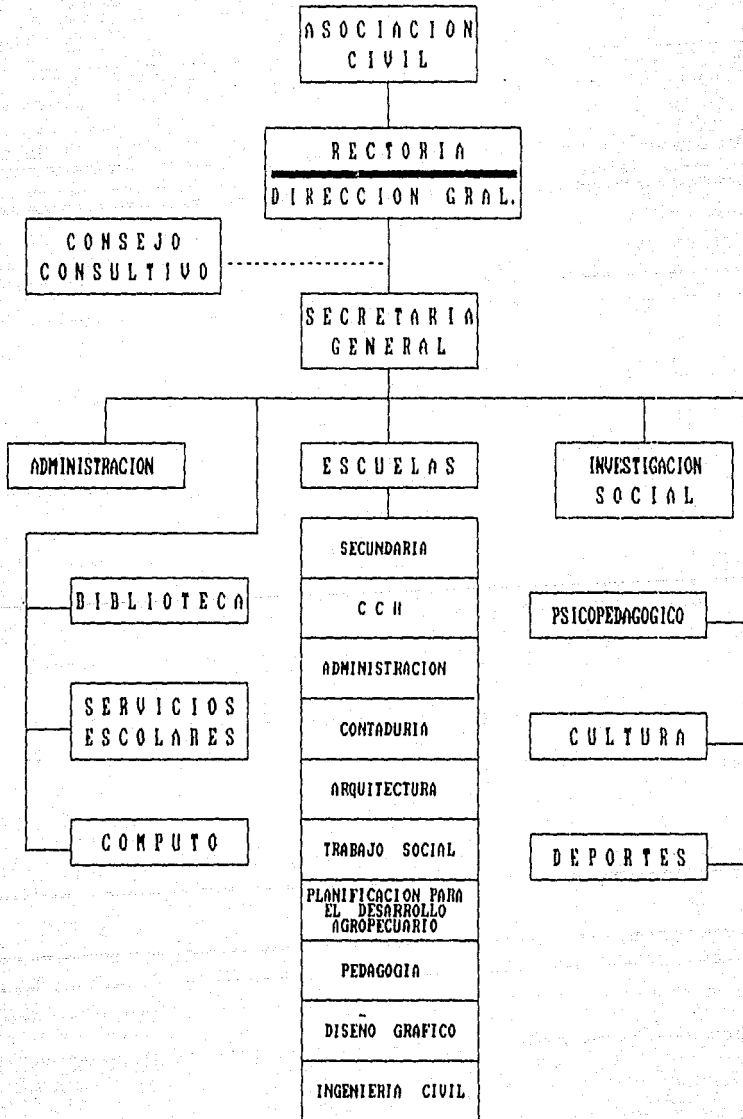 ASOCIACION
CIVIL
RECTORIA
DIRECCION GRAL.
CONSEJO
CONSULTIVO
SECRETARIA
GENERAL
ADMINISTRACION
ESCUELAS
INVESTIGACION
SOCIAL
BIBLIOTECA
SERVICIOS
ESCOLARES
COMPUTO
SECUNDARIA
CCH
ADMINISTRACION
CONTADURIA
ARQUITECTURA
TRABAJO SOCIAL
PLANIFICACION PARA
EL DESARROLLO
AGROPECUARIO
PEDAGOGIA
DISEÑO GRAFICO
INGENIERIA CIVIL
PSICOPEDAGOGICO
CULTURA
DEPORTES